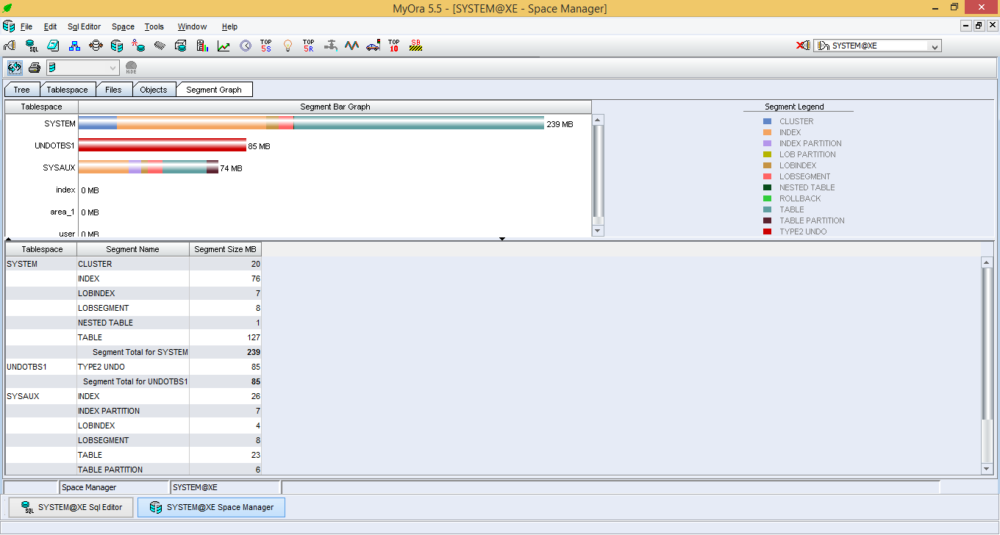 MyOra 5.5 - [SYSTEM@XE - Space Manager]
File Edit Sql Editor Space Tools Window Help
SQL TOP 5S TOP 5R TOP 10 SB SYSTEM@XE
HIDE
Tree Tablespace Files Objects Segment Graph
Tablespace Segment Bar Graph
SYSTEM 239 MB
UNDOTBS1 85 MB
SYSAUX 74 MB
index 0 MB
area_1 0 MB
user 0 MB
Segment Legend
CLUSTER
INDEX
INDEX PARTITION
LOB PARTITION
LOBINDEX
LOBSEGMENT
NESTED TABLE
ROLLBACK
TABLE
TABLE PARTITION
TYPE2 UNDO
Tablespace Segment Name Segment Size MB
SYSTEM CLUSTER 20
INDEX 76
LOBINDEX 7
LOBSEGMENT 8
NESTED TABLE 1
TABLE 127
Segment Total for SYSTEM 239
UNDOTBS1 TYPE2 UNDO 85
Segment Total for UNDOTBS1 85
SYSAUX INDEX 26
INDEX PARTITION 7
LOBINDEX 4
LOBSEGMENT 8
TABLE 23
TABLE PARTITION 6
Space Manager SYSTEM@XE
SQL SYSTEM@XE Sql Editor SYSTEM@XE Space Manager